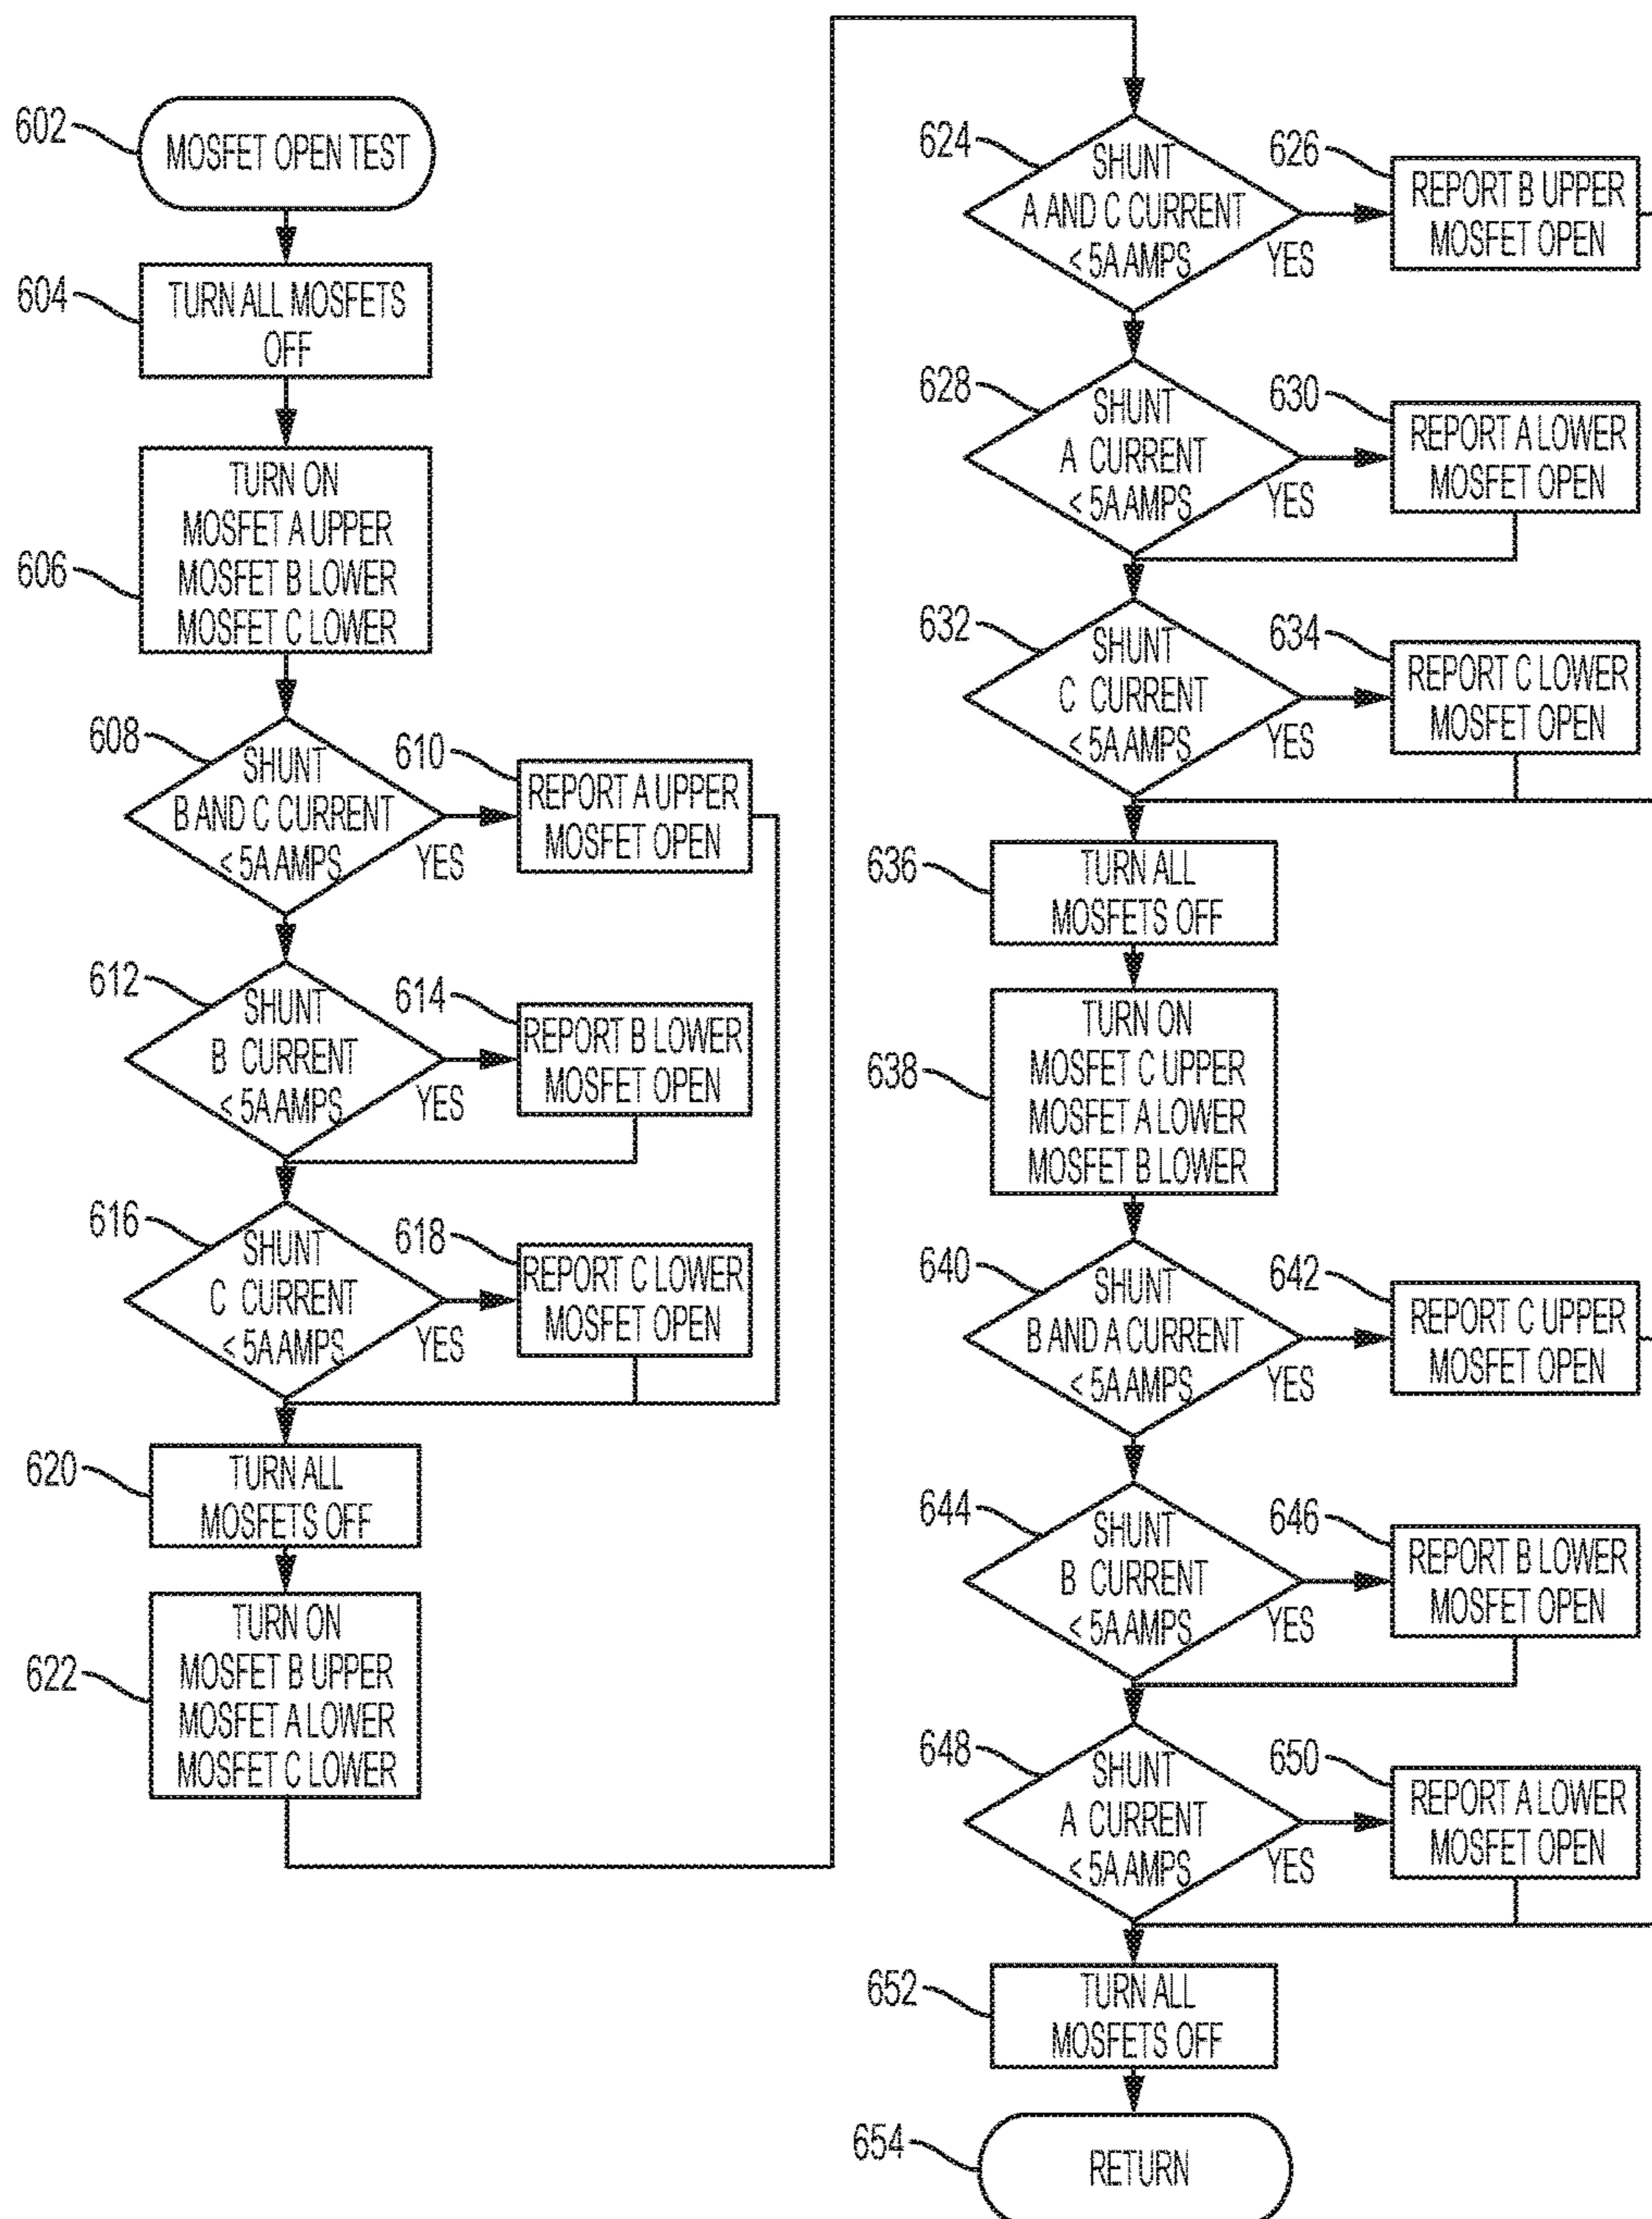 602
MOSFET OPEN TEST
604
TURN ALL MOSFETS
OFF
606
TURN ON
MOSFET A UPPER
MOSFET B LOWER
MOSFET C LOWER
608
SHUNT
B AND C CURRENT
< 5A AMPS
YES
610
REPORT A UPPER
MOSFET OPEN
612
SHUNT
B CURRENT
< 5A AMPS
YES
614
REPORT B LOWER
MOSFET OPEN
616
SHUNT
C CURRENT
< 5A AMPS
YES
618
REPORT C LOWER
MOSFET OPEN
620
TURN ALL
MOSFETS OFF
622
TURN ON
MOSFET B UPPER
MOSFET A LOWER
MOSFET C LOWER
624
SHUNT
A AND C CURRENT
< 5A AMPS
YES
626
REPORT B UPPER
MOSFET OPEN
628
SHUNT
A CURRENT
< 5A AMPS
YES
630
REPORT A LOWER
MOSFET OPEN
632
SHUNT
C CURRENT
< 5A AMPS
YES
634
REPORT C LOWER
MOSFET OPEN
636
TURN ALL
MOSFETS OFF
638
TURN ON
MOSFET C UPPER
MOSFET A LOWER
MOSFET B LOWER
640
SHUNT
B AND A CURRENT
< 5A AMPS
YES
642
REPORT C UPPER
MOSFET OPEN
644
SHUNT
B CURRENT
< 5A AMPS
YES
646
REPORT B LOWER
MOSFET OPEN
648
SHUNT
A CURRENT
< 5A AMPS
YES
650
REPORT A LOWER
MOSFET OPEN
652
TURN ALL
MOSFETS OFF
654
RETURN